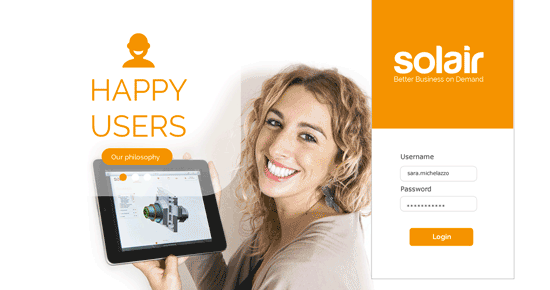 HAPPY
USERS
Our philosophy
solair
Better Business on Demand
Username
sara.michelazzo
Password
•••••••••••
Login